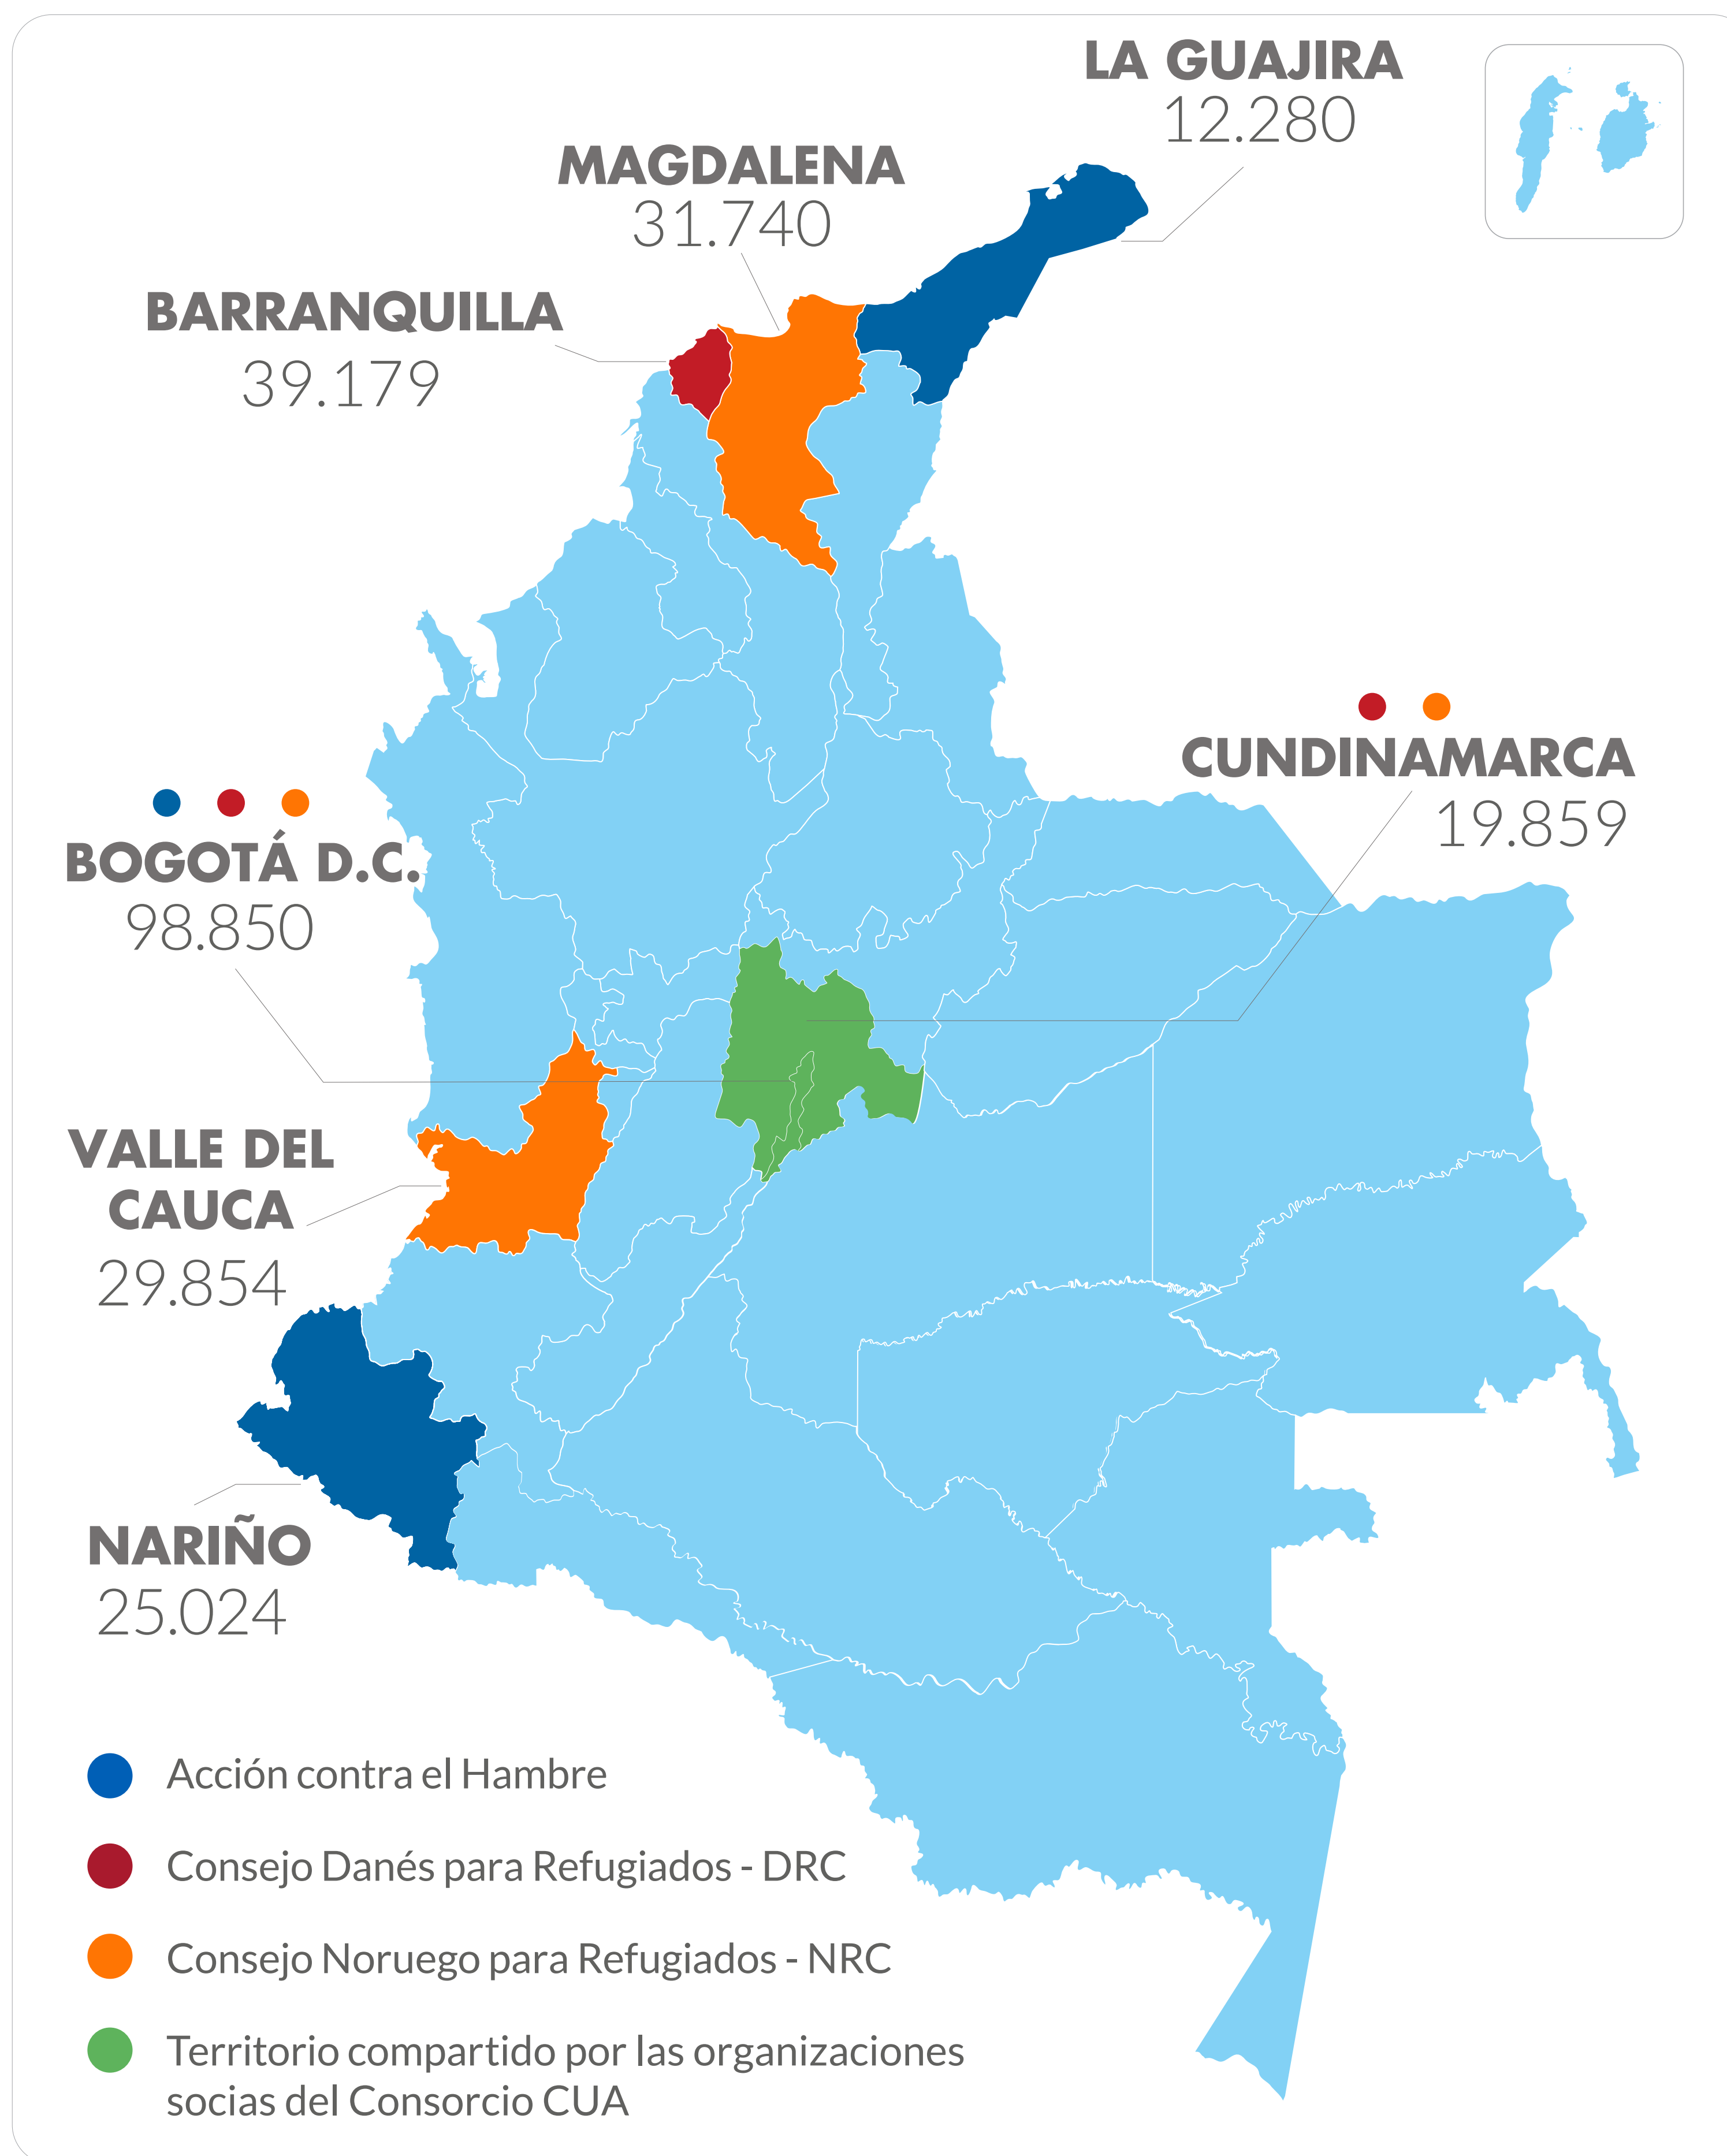 LA GUAJIRA
12.280
MAGDALENA
31.740
BARRANQUILLA
39.179
CUNDINAMARCA
19.859
BOGOTÁ D.C.
98.850
VALLE DEL
CAUCA
29.854
NARIÑO
25.024
Acción contra el Hambre
Consejo Danés para Refugiados - DRC
Consejo Noruego para Refugiados - NRC
Territorio compartido por las organizaciones
socias del Consorcio CUA